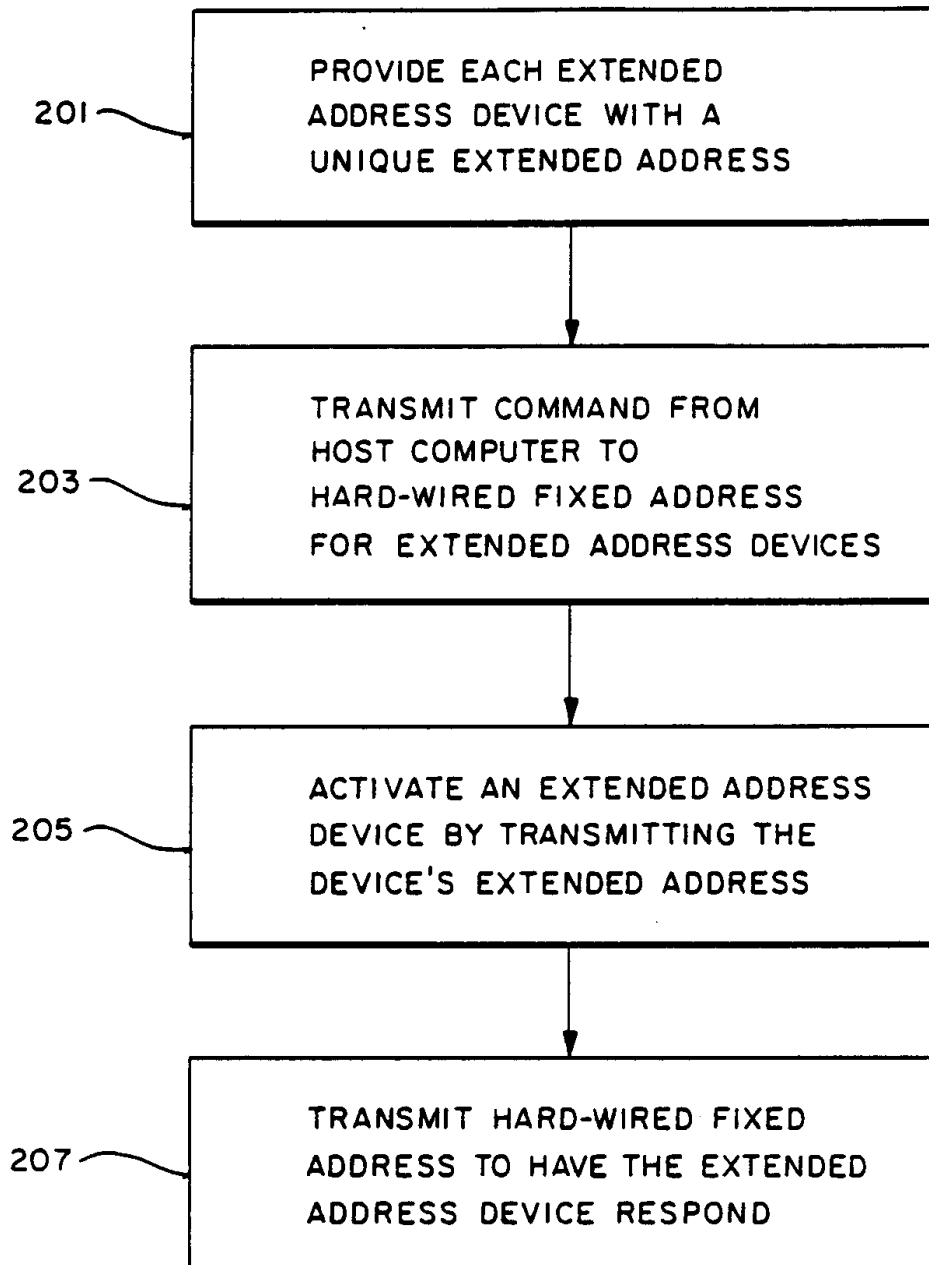 201
PROVIDE EACH EXTENDED
ADDRESS DEVICE WITH A
UNIQUE EXTENDED ADDRESS
203
TRANSMIT COMMAND FROM
HOST COMPUTER TO
HARD-WIRED FIXED ADDRESS
FOR EXTENDED ADDRESS DEVICES
205
ACTIVATE AN EXTENDED ADDRESS
DEVICE BY TRANSMITTING THE
DEVICE'S EXTENDED ADDRESS
207
TRANSMIT HARD-WIRED FIXED
ADDRESS TO HAVE THE EXTENDED
ADDRESS DEVICE RESPOND